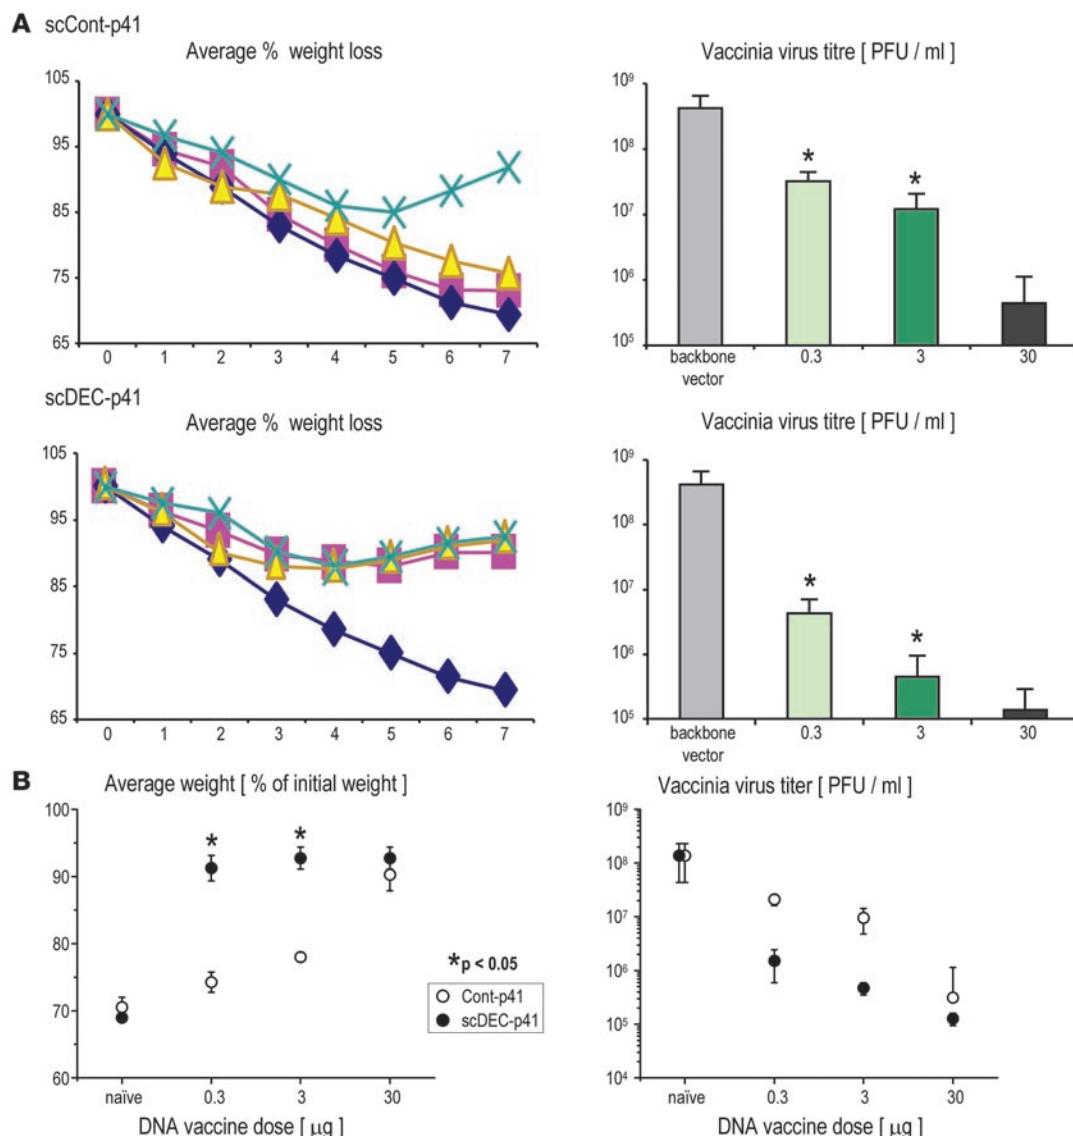 A scCont-p41
Average % weight loss
105
95
85
75
65
0 1 2 3 4 5 6 7
Vaccinia virus titre [ PFU / ml ]
10⁹
10⁸
10⁷
10⁶
10⁵
* *
backbone vector 0.3 3 30
scDEC-p41
Average % weight loss
105
95
85
75
65
0 1 2 3 4 5 6 7
Vaccinia virus titre [ PFU / ml ]
10⁹
10⁸
10⁷
10⁶
10⁵
* *
backbone vector 0.3 3 30
B Average weight [ % of initial weight ]
100
90
80
70
60
* *
*p < 0.05
Cont-p41
scDEC-p41
naïve 0.3 3 30
DNA vaccine dose [ µg ]
Vaccinia virus titer [ PFU / ml ]
10⁹
10⁸
10⁷
10⁶
10⁵
10⁴
naïve 0.3 3 30
DNA vaccine dose [ µg ]